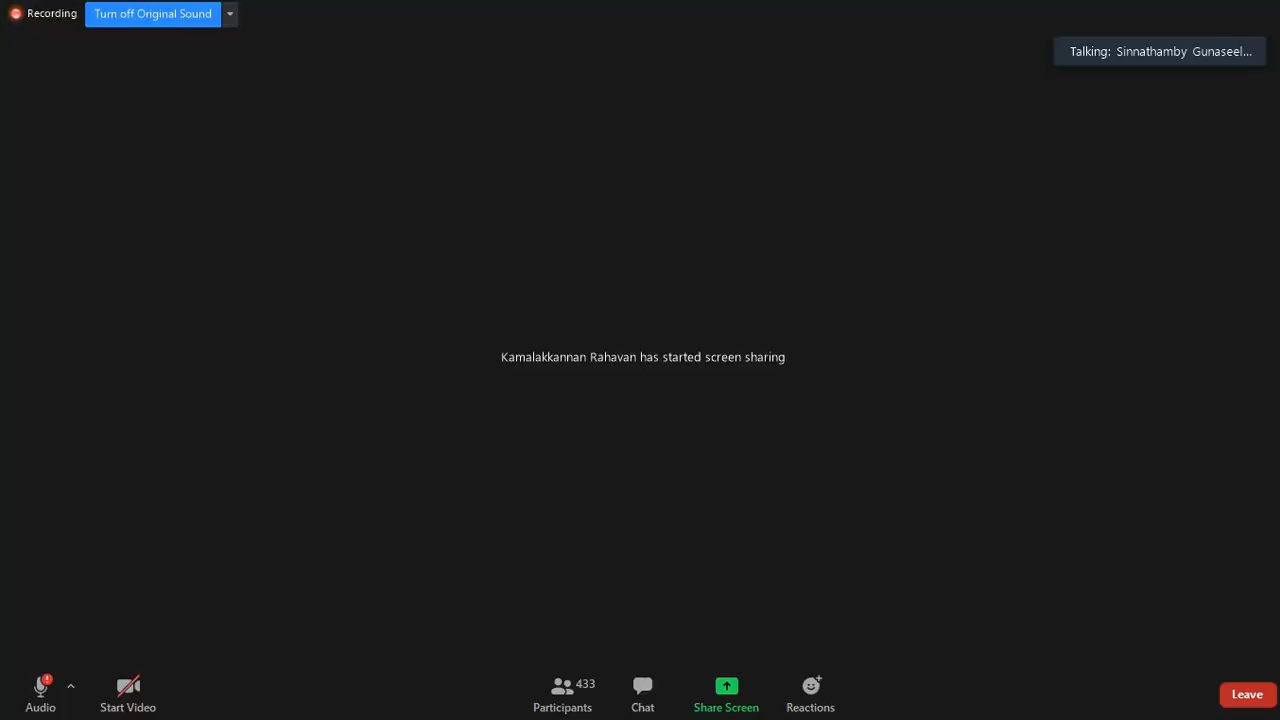 Recording
Turn off Original Sound
Talking: Sinnathamby Gunaseel...
Kamalakkannan Rahavan has started screen sharing
433
Audio
Start Video
Participants
Chat
Share Screen
Reactions
Leave